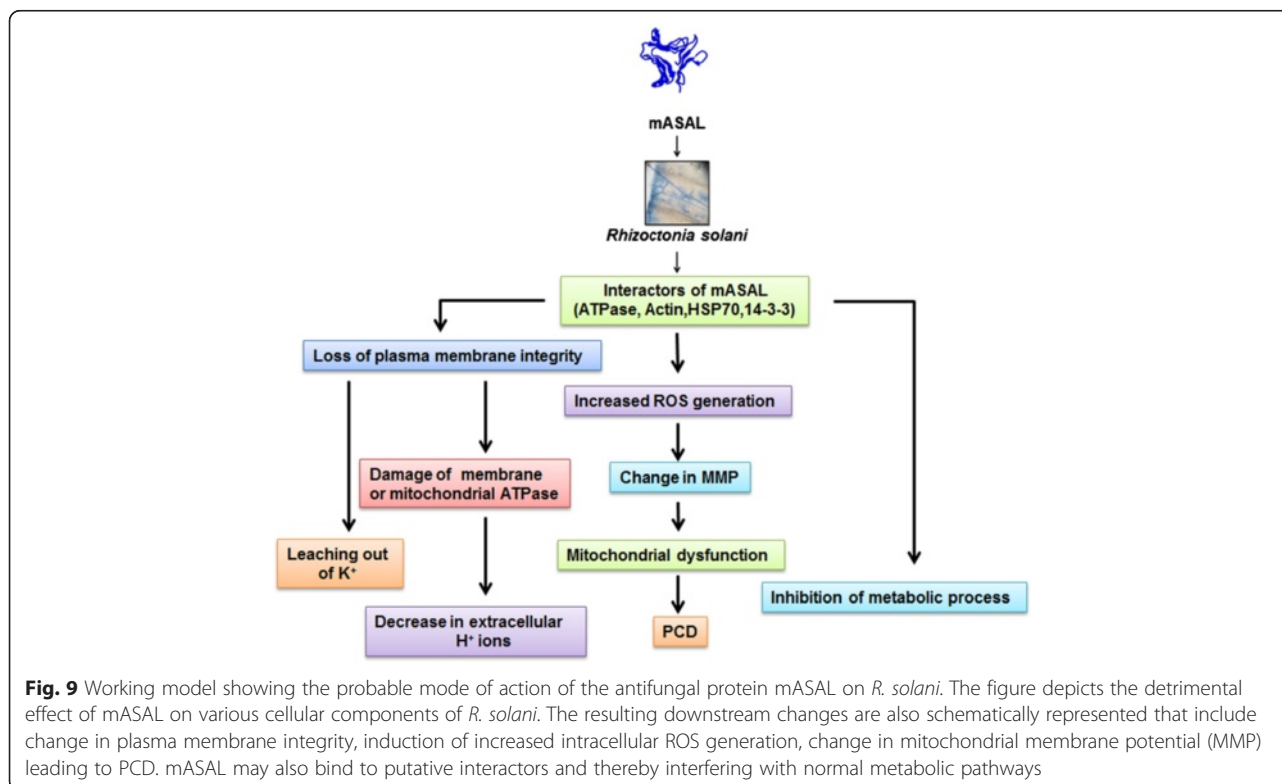 mASAL
Rhizoctonia solani
Interactors of mASAL
(ATPase, Actin,HSP70,14-3-3)
Loss of plasma membrane integrity
Increased ROS generation
Damage of membrane
or mitochondrial ATPase
Change in MMP
Leaching out
of K⁺
Mitochondrial dysfunction
Inhibition of metabolic process
Decrease in extracellular
H⁺ ions
PCD
Fig. 9 Working model showing the probable mode of action of the antifungal protein mASAL on R. solani. The figure depicts the detrimental
effect of mASAL on various cellular components of R. solani. The resulting downstream changes are also schematically represented that include
change in plasma membrane integrity, induction of increased intracellular ROS generation, change in mitochondrial membrane potential (MMP)
leading to PCD. mASAL may also bind to putative interactors and thereby interfering with normal metabolic pathways